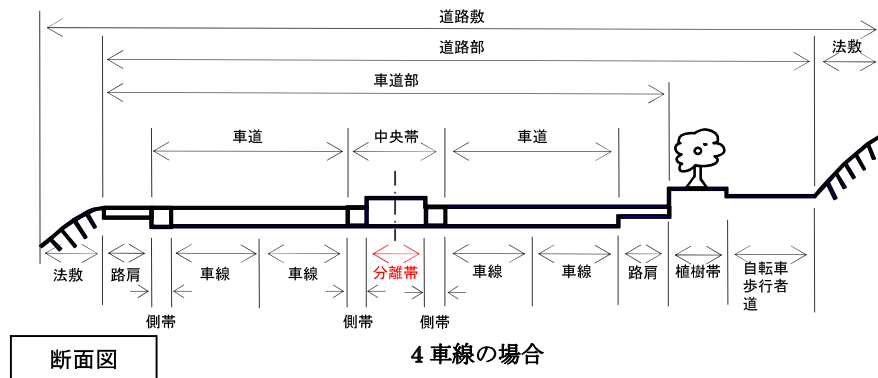 道路敷
道路部
法敷
車道部
車道
中央帯
車道
法敷
路肩
車線
車線
分離帯
車線
車線
路肩
植樹帯
自転車
歩行者
道
側帯
側帯
側帯
断面図
4 車線の場合